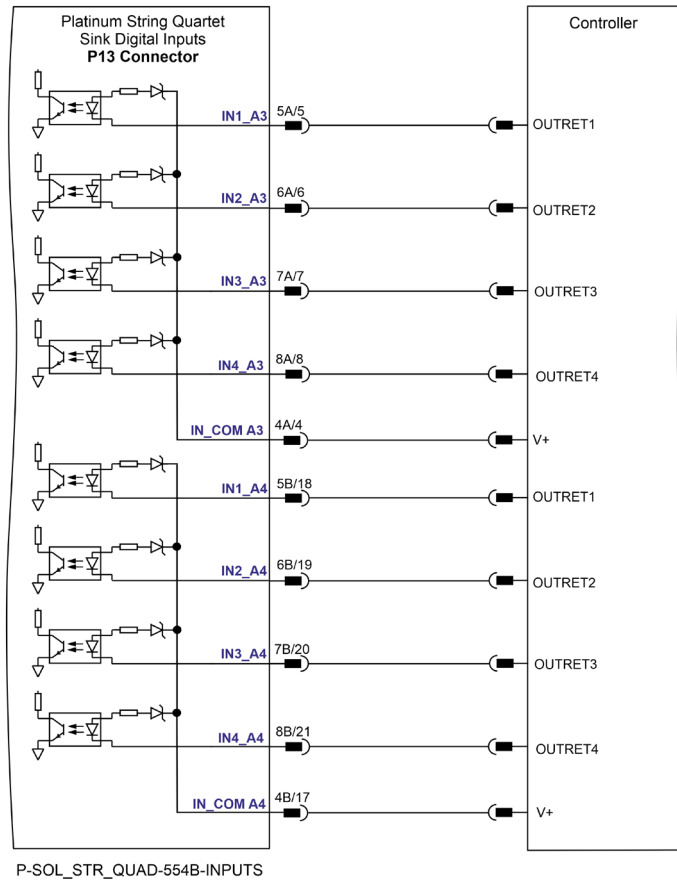 Platinum String Quartet
Sink Digital Inputs
P13 Connector
Controller
IN1_A3 5A/5 OUTRET1
IN2_A3 6A/6 OUTRET2
IN3_A3 7A/7 OUTRET3
IN4_A3 8A/8 OUTRET4
IN_COM A3 4A/4 V+
IN1_A4 5B/18 OUTRET1
IN2_A4 6B/19 OUTRET2
IN3_A4 7B/20 OUTRET3
IN4_A4 8B/21 OUTRET4
IN_COM A4 4B/17 V+
P-SOL_STR_QUAD-554B-INPUTS